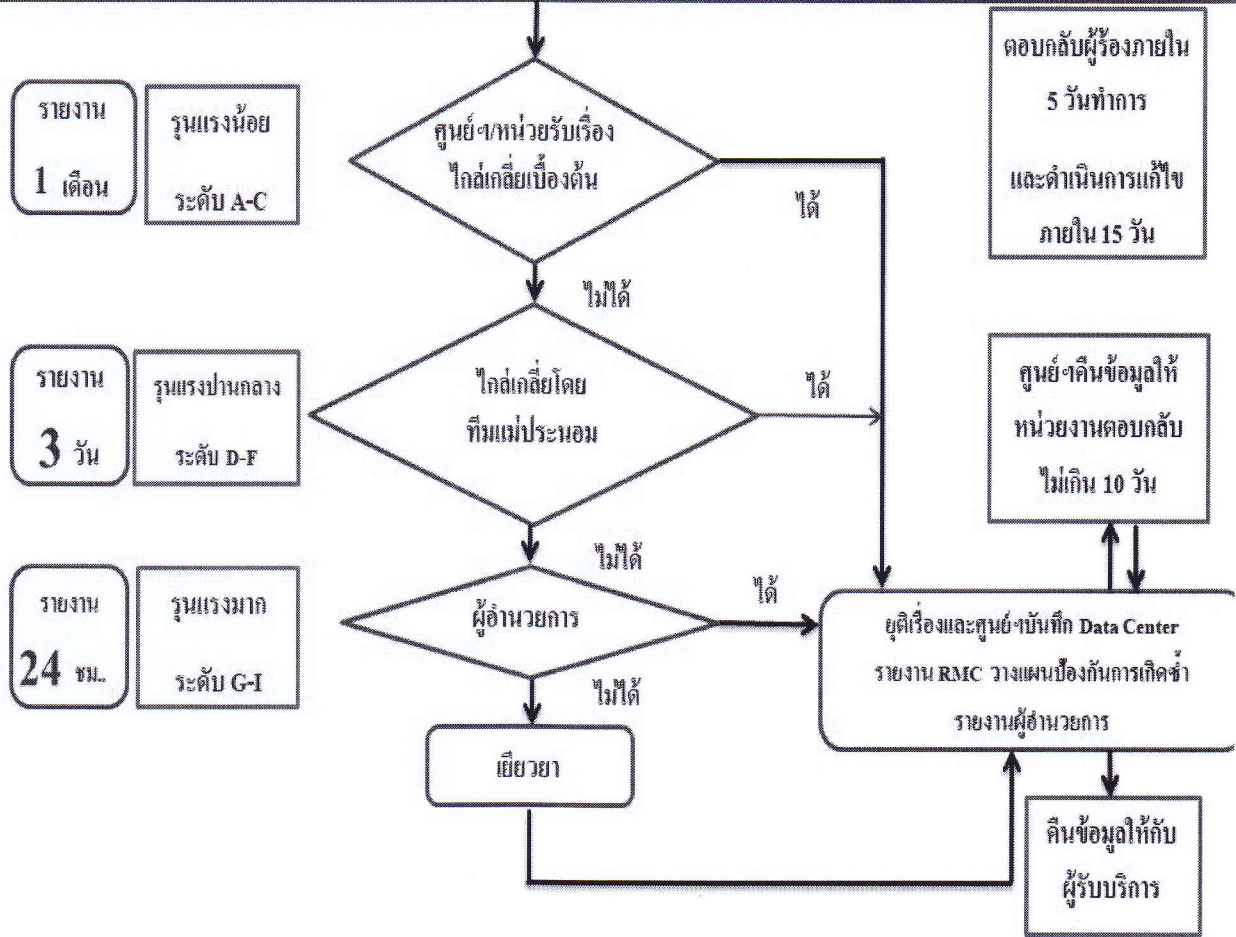 รายงาน
1 เดือน
รุนแรงน้อย
ระดับ A-C
ศูนย์ฯ/หน่วยรับเรื่อง
ไกล่เกลี่ยเบื้องต้น
ได้
ไม่ได้
ตอบกลับผู้ร้องภายใน
5 วันทำการ
และดำเนินการแก้ไข
ภายใน 15 วัน
รายงาน
3 วัน
รุนแรงปานกลาง
ระดับ D-F
ไกล่เกลี่ยโดย
ทีมแม่ประนอม
ได้
ไม่ได้
ศูนย์ฯคืนข้อมูลให้
หน่วยงานตอบกลับ
ไม่เกิน 10 วัน
รายงาน
24 ชม..
รุนแรงมาก
ระดับ G-I
ผู้อำนวยการ
ได้
ไม่ได้
ยุติเรื่องและศูนย์ฯบันทึก Data Center
รายงาน RMC วางแผนป้องกันการเกิดซ้ำ
รายงานผู้อำนวยการ
เยียวยา
คืนข้อมูลให้กับ
ผู้รับบริการ